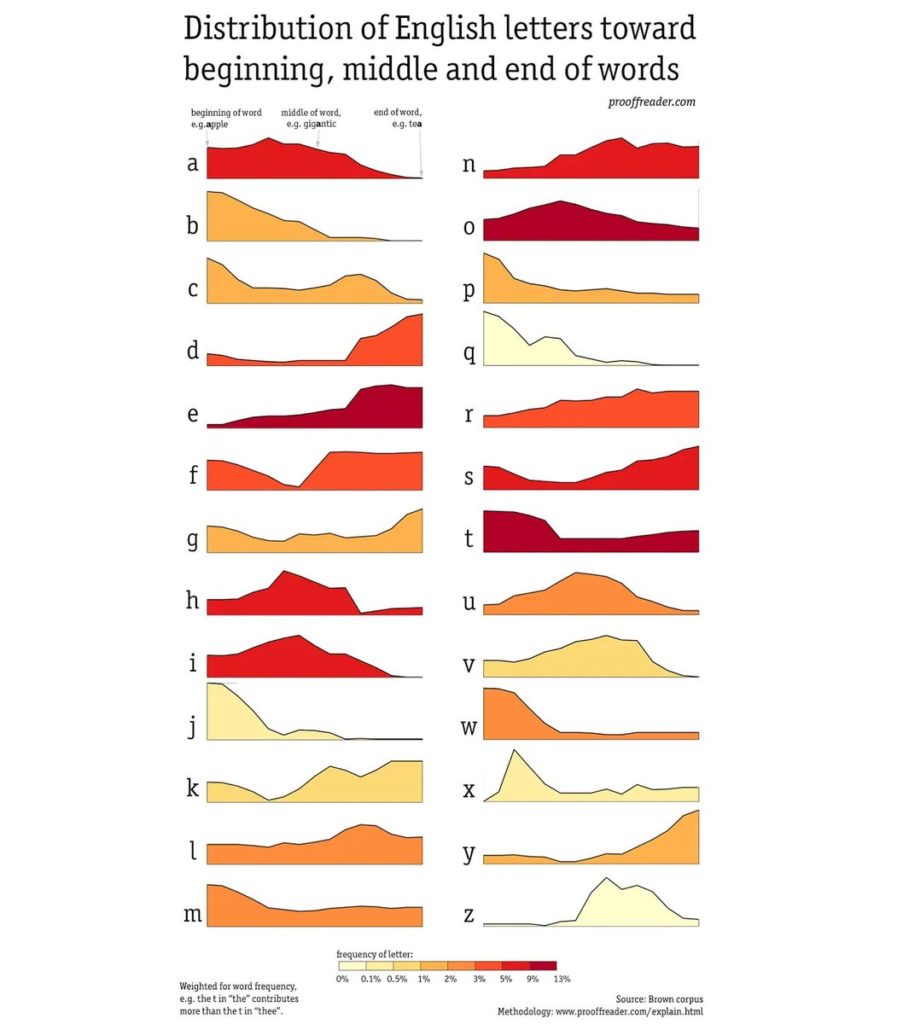 Distribution of English letters toward
beginning, middle and end of words
prooffreader.com
beginning of word
e.g.apple
middle of word,
e.g. gigantic
end of word,
e.g. tea
a
b
c
d
e
f
g
h
i
j
k
l
m
n
o
p
q
r
s
t
u
v
w
x
y
z
frequency of letter:
0% 0.1% 0.5% 1% 2% 3% 5% 9% 13%
Weighted for word frequency,
e.g. the t in "the" contributes
more than the t in "thee".
Source: Brown corpus
Methodology: www.prooffreader.com/explain.html